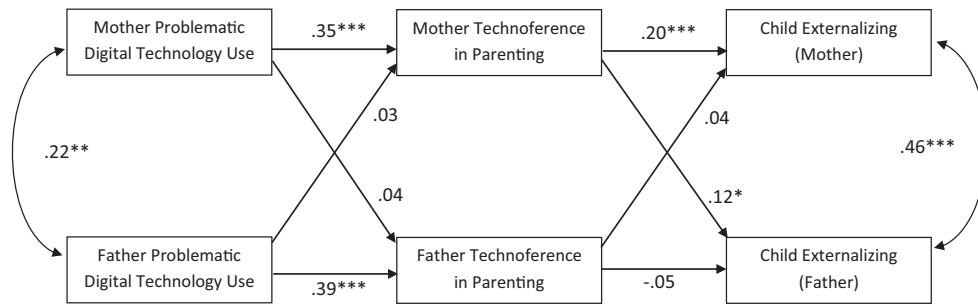 Mother Problematic
Digital Technology Use
.35***
Mother Technoference
in Parenting
.20***
Child Externalizing
(Mother)
.03
.04
.22**
.46***
.04
.12*
Father Problematic
Digital Technology Use
.39***
Father Technoference
in Parenting
-.05
Child Externalizing
(Father)